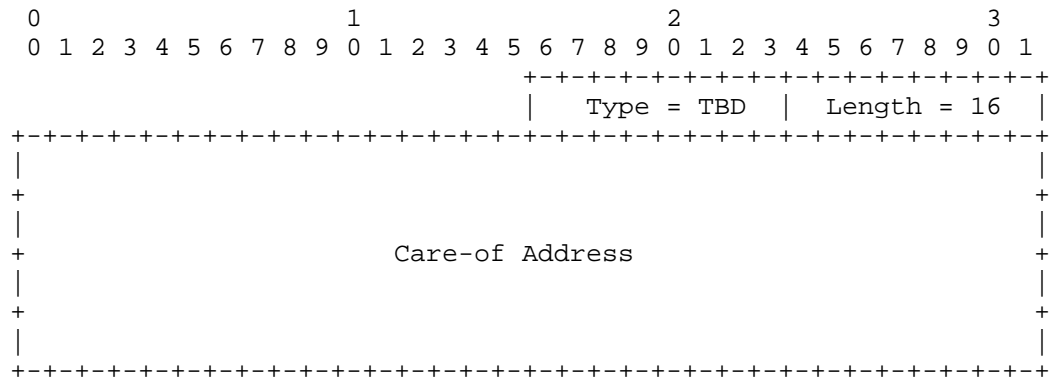 0                   1                   2                   3
0 1 2 3 4 5 6 7 8 9 0 1 2 3 4 5 6 7 8 9 0 1 2 3 4 5 6 7 8 9 0 1
+-+-+-+-+-+-+-+-+-+-+-+-+-+-+-+-+
|   Type = TBD  |  Length = 16  |
+-+-+-+-+-+-+-+-+-+-+-+-+-+-+-+-+-+-+-+-+-+-+-+-+-+-+-+-+-+-+-+-+
|                                                               |
+                                                               +
|                                                               |
+                       Care-of Address                         +
|                                                               |
+                                                               +
|                                                               |
+-+-+-+-+-+-+-+-+-+-+-+-+-+-+-+-+-+-+-+-+-+-+-+-+-+-+-+-+-+-+-+-+